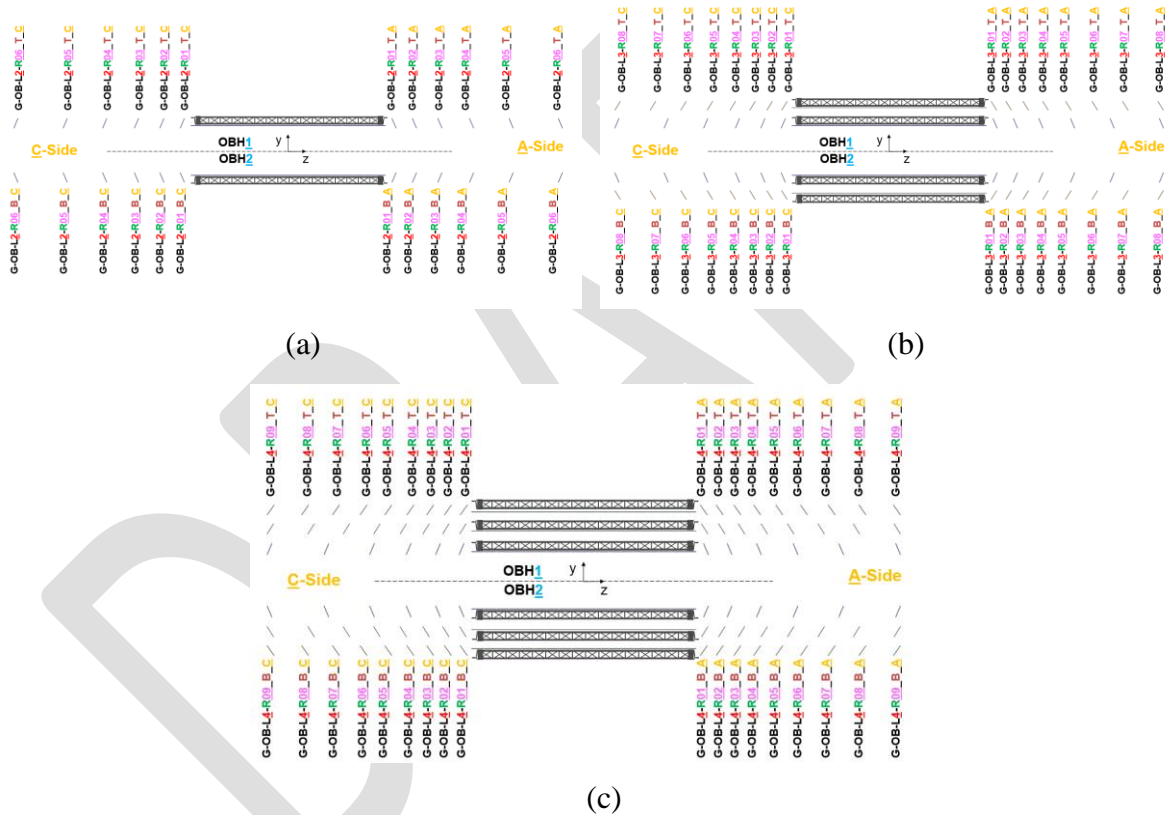 G-OB-L2-R06_T_C
G-OB-L2-R05_T_C
G-OB-L2-R04_T_C
G-OB-L2-R03_T_C
G-OB-L2-R02_T_C
G-OB-L2-R01_T_C
G-OB-L2-R01_T_A
G-OB-L2-R02_T_A
G-OB-L2-R03_T_A
G-OB-L2-R04_T_A
G-OB-L2-R05_T_A
G-OB-L2-R06_T_A
C-Side
OBH1
OBH2
y
z
A-Side
G-OB-L2-R06_B_C
G-OB-L2-R05_B_C
G-OB-L2-R04_B_C
G-OB-L2-R03_B_C
G-OB-L2-R02_B_C
G-OB-L2-R01_B_C
G-OB-L2-R01_B_A
G-OB-L2-R02_B_A
G-OB-L2-R03_B_A
G-OB-L2-R04_B_A
G-OB-L2-R05_B_A
G-OB-L2-R06_B_A
(a)
G-OB-L3-R08_T_C
G-OB-L3-R07_T_C
G-OB-L3-R06_T_C
G-OB-L3-R05_T_C
G-OB-L3-R04_T_C
G-OB-L3-R03_T_C
G-OB-L3-R02_T_C
G-OB-L3-R01_T_C
G-OB-L3-R01_T_A
G-OB-L3-R02_T_A
G-OB-L3-R03_T_A
G-OB-L3-R04_T_A
G-OB-L3-R05_T_A
G-OB-L3-R06_T_A
G-OB-L3-R07_T_A
G-OB-L3-R08_T_A
C-Side
OBH1
OBH2
y
z
A-Side
G-OB-L3-R08_B_C
G-OB-L3-R07_B_C
G-OB-L3-R06_B_C
G-OB-L3-R05_B_C
G-OB-L3-R04_B_C
G-OB-L3-R03_B_C
G-OB-L3-R02_B_C
G-OB-L3-R01_B_C
G-OB-L3-R01_B_A
G-OB-L3-R02_B_A
G-OB-L3-R03_B_A
G-OB-L3-R04_B_A
G-OB-L3-R05_B_A
G-OB-L3-R06_B_A
G-OB-L3-R07_B_A
G-OB-L3-R08_B_A
(b)
G-OB-L4-R09_T_C
G-OB-L4-R08_T_C
G-OB-L4-R07_T_C
G-OB-L4-R06_T_C
G-OB-L4-R05_T_C
G-OB-L4-R04_T_C
G-OB-L4-R03_T_C
G-OB-L4-R02_T_C
G-OB-L4-R01_T_C
G-OB-L4-R01_T_A
G-OB-L4-R02_T_A
G-OB-L4-R03_T_A
G-OB-L4-R04_T_A
G-OB-L4-R05_T_A
G-OB-L4-R06_T_A
G-OB-L4-R07_T_A
G-OB-L4-R08_T_A
G-OB-L4-R09_T_A
C-Side
OBH1
OBH2
y
z
A-Side
G-OB-L4-R09_B_C
G-OB-L4-R08_B_C
G-OB-L4-R07_B_C
G-OB-L4-R06_B_C
G-OB-L4-R05_B_C
G-OB-L4-R04_B_C
G-OB-L4-R03_B_C
G-OB-L4-R02_B_C
G-OB-L4-R01_B_C
G-OB-L4-R01_B_A
G-OB-L4-R02_B_A
G-OB-L4-R03_B_A
G-OB-L4-R04_B_A
G-OB-L4-R05_B_A
G-OB-L4-R06_B_A
G-OB-L4-R07_B_A
G-OB-L4-R08_B_A
G-OB-L4-R09_B_A
(c)